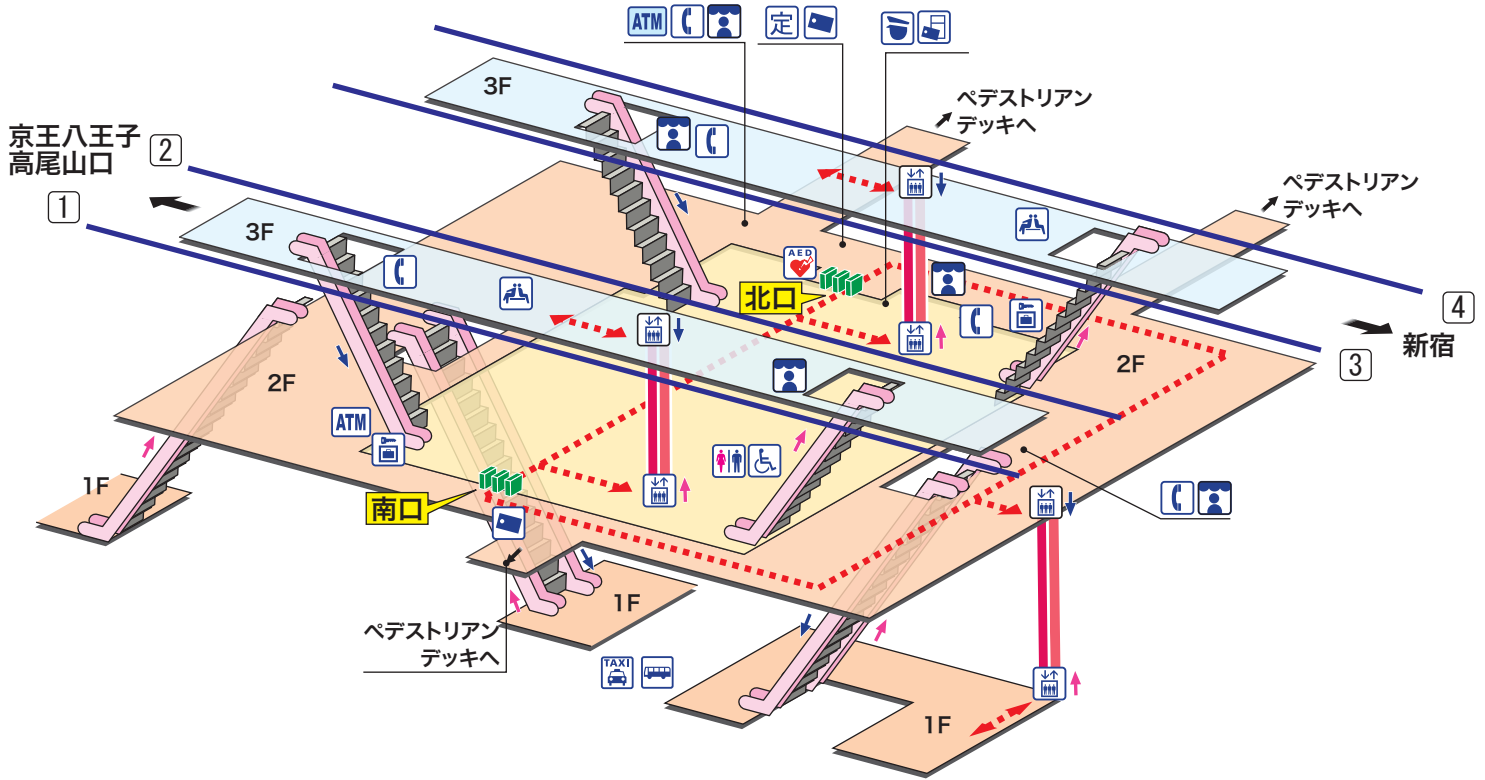 ATM
定
3F
ペデストリアン
デッキへ
京王八王子
高尾山口
2
1
ペデストリアン
デッキへ
3F
AED
北口
4
新宿
3
2F
2F
ATM
1F
南口
1F
ペデストリアン
デッキへ
TAXI
1F